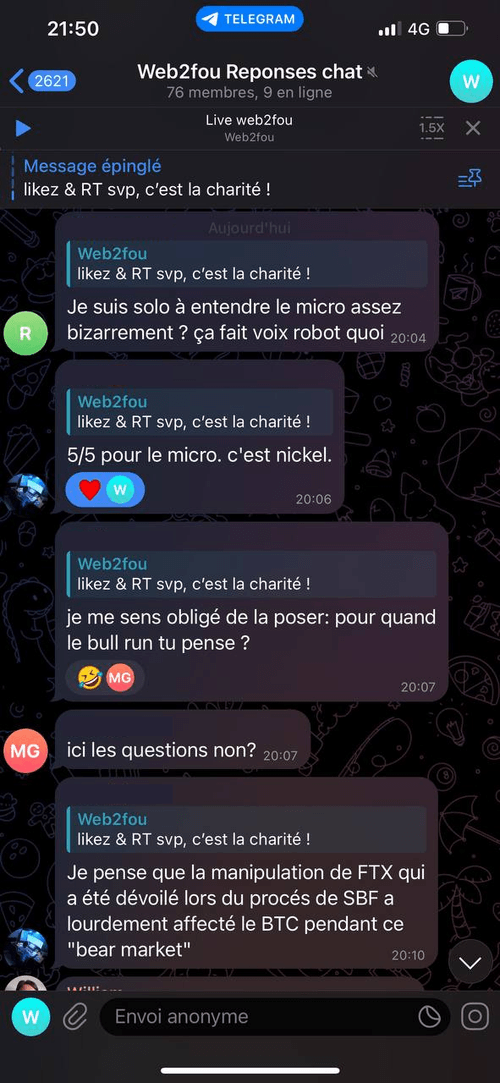 21:50
TELEGRAM
4G
2621
Web2fou Reponses chat
76 membres, 9 en ligne
W
Live web2fou
Web2fou
1.5X
Message épinglé
likez & RT svp, c’est la charité !
Aujourd'hui
Web2fou
likez & RT svp, c’est la charité !
Je suis solo à entendre le micro assez
bizarrement ? ça fait voix robot quoi 20:04
R
Web2fou
likez & RT svp, c’est la charité !
5/5 pour le micro. c'est nickel.
W
20:06
Web2fou
likez & RT svp, c’est la charité !
je me sens obligé de la poser: pour quand
le bull run tu pense ?
MG
20:07
MG
ici les questions non? 20:07
Web2fou
likez & RT svp, c’est la charité !
Je pense que la manipulation de FTX qui
a été dévoilé lors du procés de SBF a
lourdement affecté le BTC pendant ce
"bear market"
20:10
W
Envoi anonyme